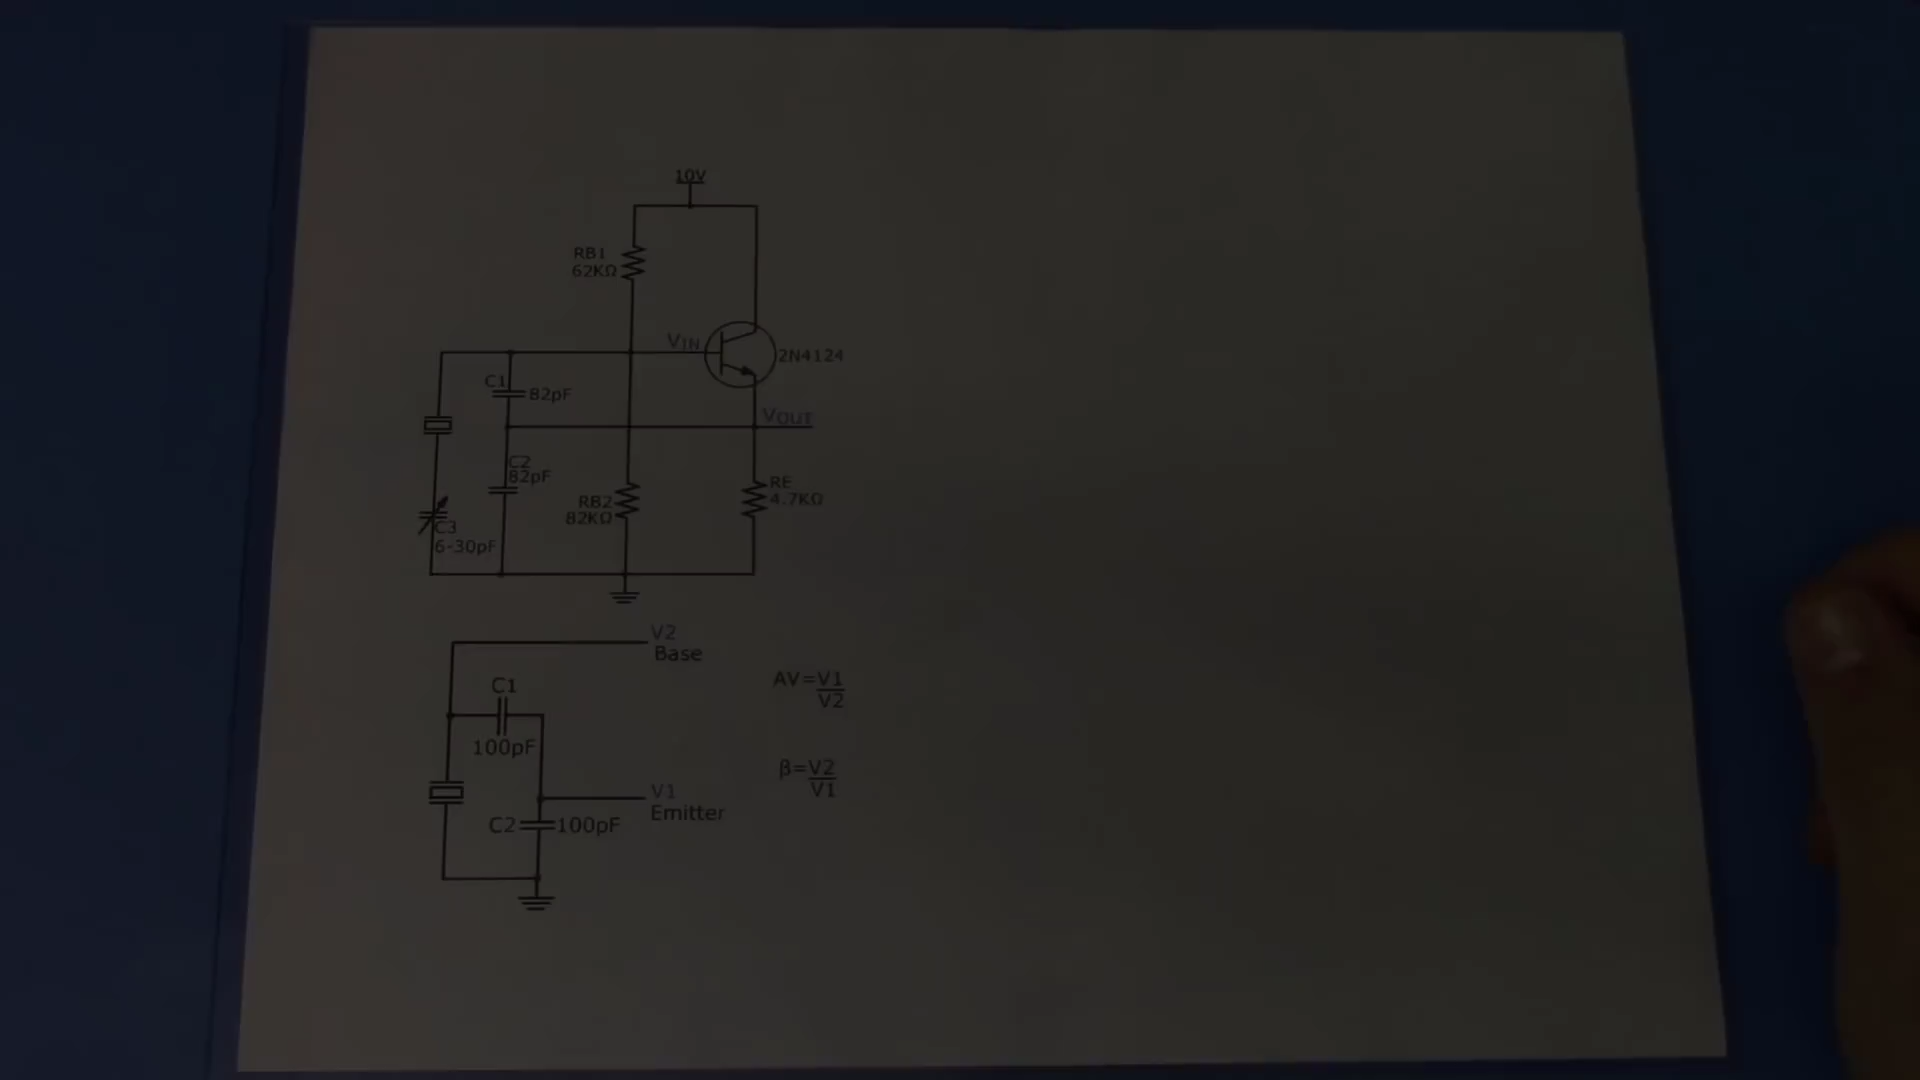 10V
RB1
62KΩ
VIN
2N4124
C1
82pF
VOUT
C2
82pF
RB2
82KΩ
RE
4.7KΩ
C3
6-30pF
V2
Base
C1
100pF
AV=V1
V2
β=V2
V1
V1
Emitter
C2
100pF